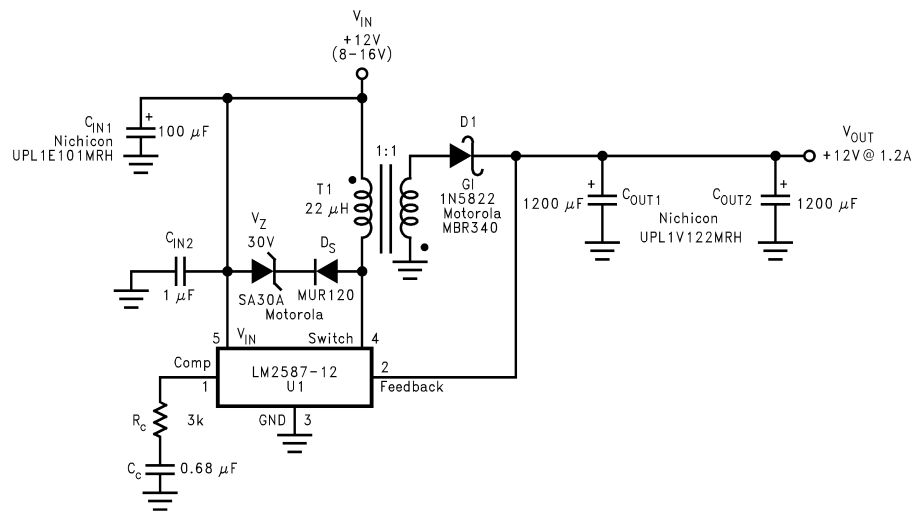 V_IN
+12V
(8–16V)
C_IN1
Nichicon
UPL1E101MRH
+
100 μF
1:1
T1
22 μH
D1
GI
1N5822
Motorola
MBR340
V_OUT
+12V @ 1.2A
+
1200 μF
C_OUT1
C_OUT2
+
1200 μF
Nichicon
UPL1V122MRH
C_IN2
1 μF
V_Z
30V
D_S
SA30A
MUR120
Motorola
5
V_IN
Switch
4
Comp
1
LM2587-12
U1
2
Feedback
GND
3
R_c
3k
C_c
0.68 μF